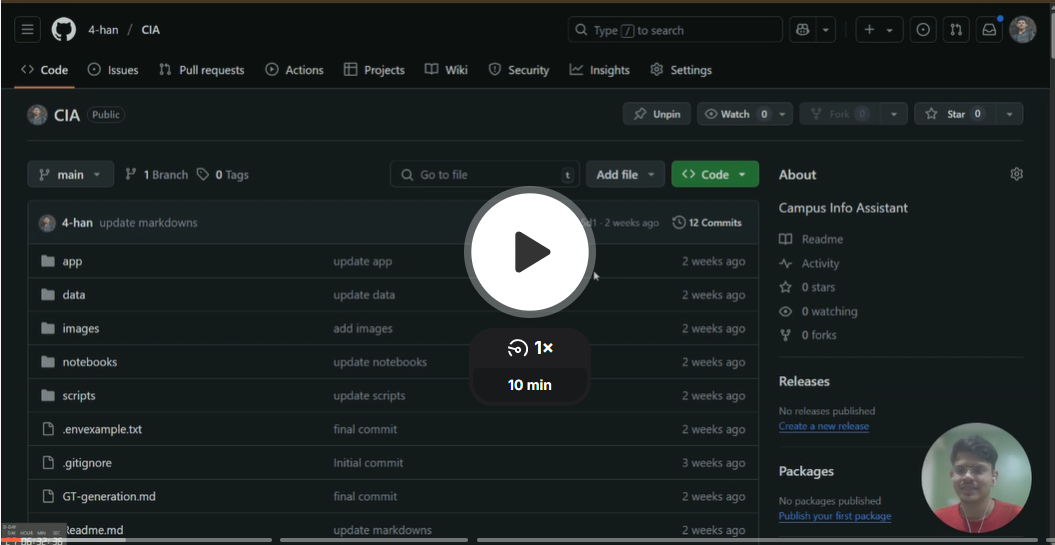 4-han / CIA
Type / to search
Code
Issues
Pull requests
Actions
Projects
Wiki
Security
Insights
Settings
CIA Public
Unpin
Watch 0
Fork 0
Star 0
main
1 Branch
0 Tags
Go to file t
Add file
Code
About
Campus Info Assistant
4-han update markdowns
· 2 weeks ago
12 Commits
app update app 2 weeks ago
data update data 2 weeks ago
images add images 2 weeks ago
notebooks update notebooks 2 weeks ago
scripts update scripts 2 weeks ago
.envexample.txt final commit 2 weeks ago
.gitignore Initial commit 3 weeks ago
GT-generation.md final commit 2 weeks ago
Readme.md update markdowns 2 weeks ago
1×
10 min
Readme
Activity
0 stars
0 watching
0 forks
Releases
No releases published
Create a new release
Packages
No packages published
Publish your first package
DAY HOUR MIN SEC